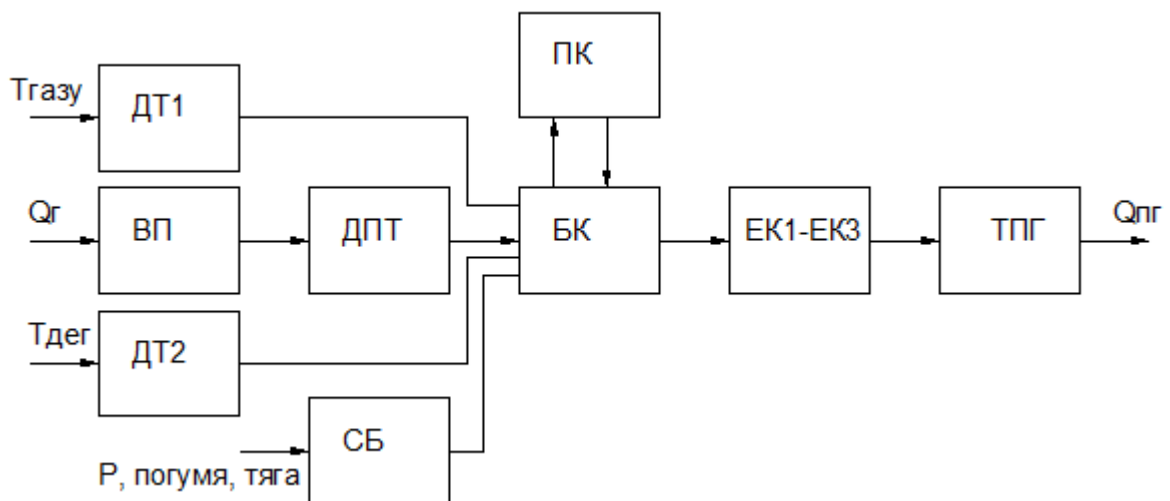 ПК
Тгазу
ДТ1
Qг
ВП
ДПТ
БК
ЕК1-ЕК3
ТПГ
Qпг
Тдег
ДТ2
СБ
Р, погумя, тяга